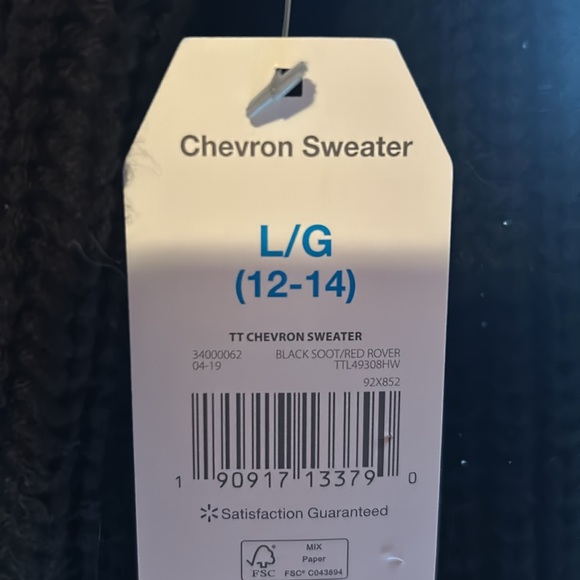 Chevron Sweater
L/G
(12-14)
TT CHEVRON SWEATER
34000062 BLACK SOOT/RED ROVER
04-19 TTL49308HW
92X852
1 90917 13379 0
Satisfaction Guaranteed
MIX
Paper
FSC FSC® C043894